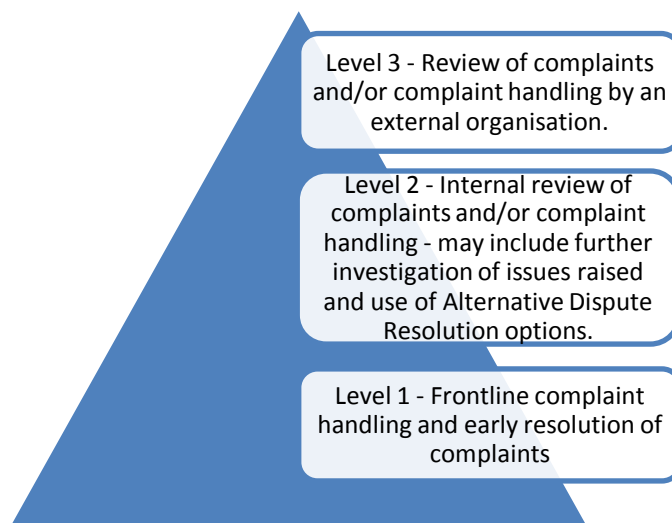 Level 3 - Review of complaints
and/or complaint handling by an
external organisation.
Level 2 - Internal review of
complaints and/or complaint
handling - may include further
investigation of issues raised
and use of Alternative Dispute
Resolution options.
Level 1 - Frontline complaint
handling and early resolution of
complaints